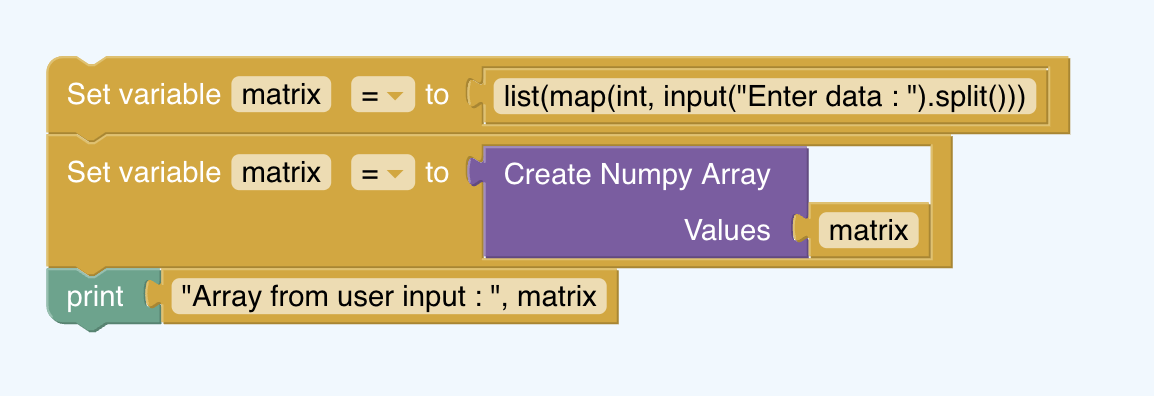 Set variable matrix = to list(map(int, input("Enter data : ").split()))
Set variable matrix = to Create Numpy Array
Values matrix
print "Array from user input : ", matrix